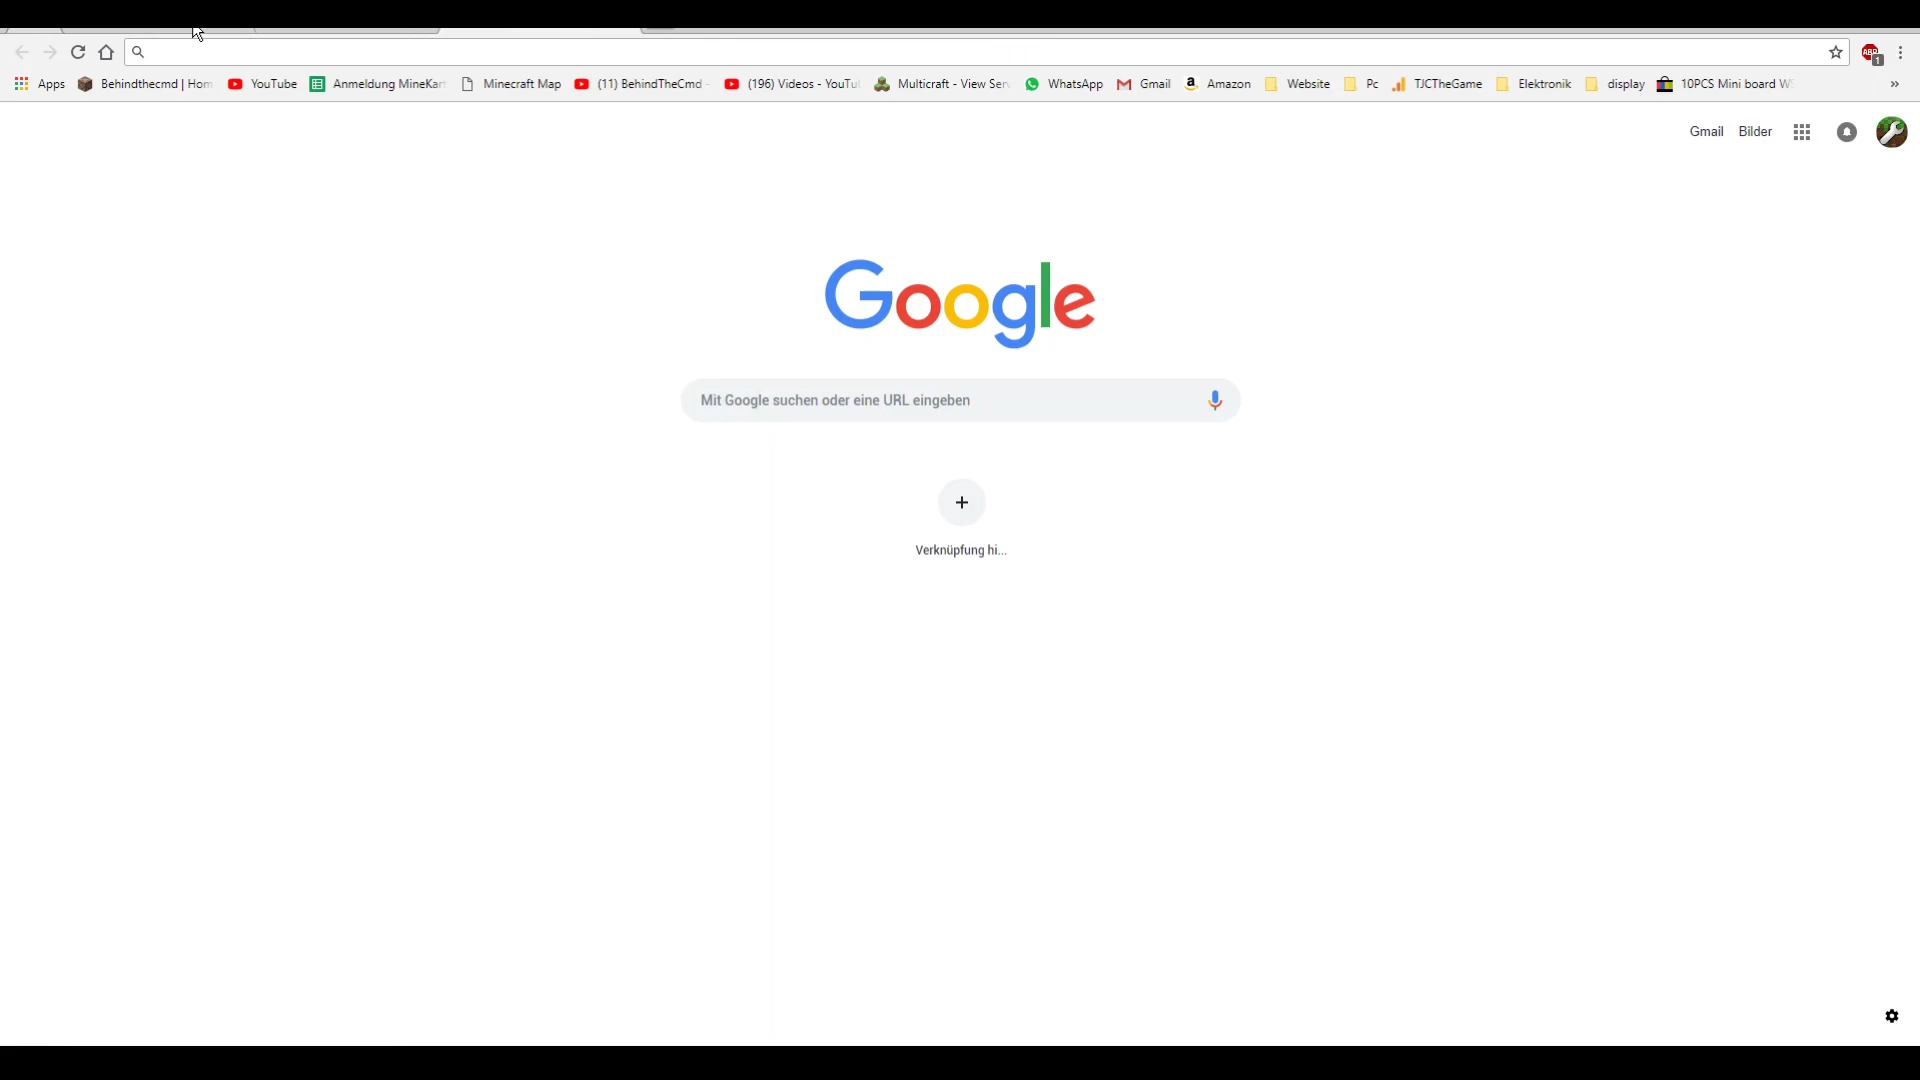 Apps Behindthecmd | Hom YouTube Anmeldung MineKar Minecraft Map (11) BehindTheCmd - (196) Videos - YouTu Multicraft - View Ser WhatsApp Gmail Amazon Website Pc TJCTheGame Elektronik display 10PCS Mini board W »
ABP
1
Gmail Bilder
Google
Mit Google suchen oder eine URL eingeben
Verknüpfung hi...